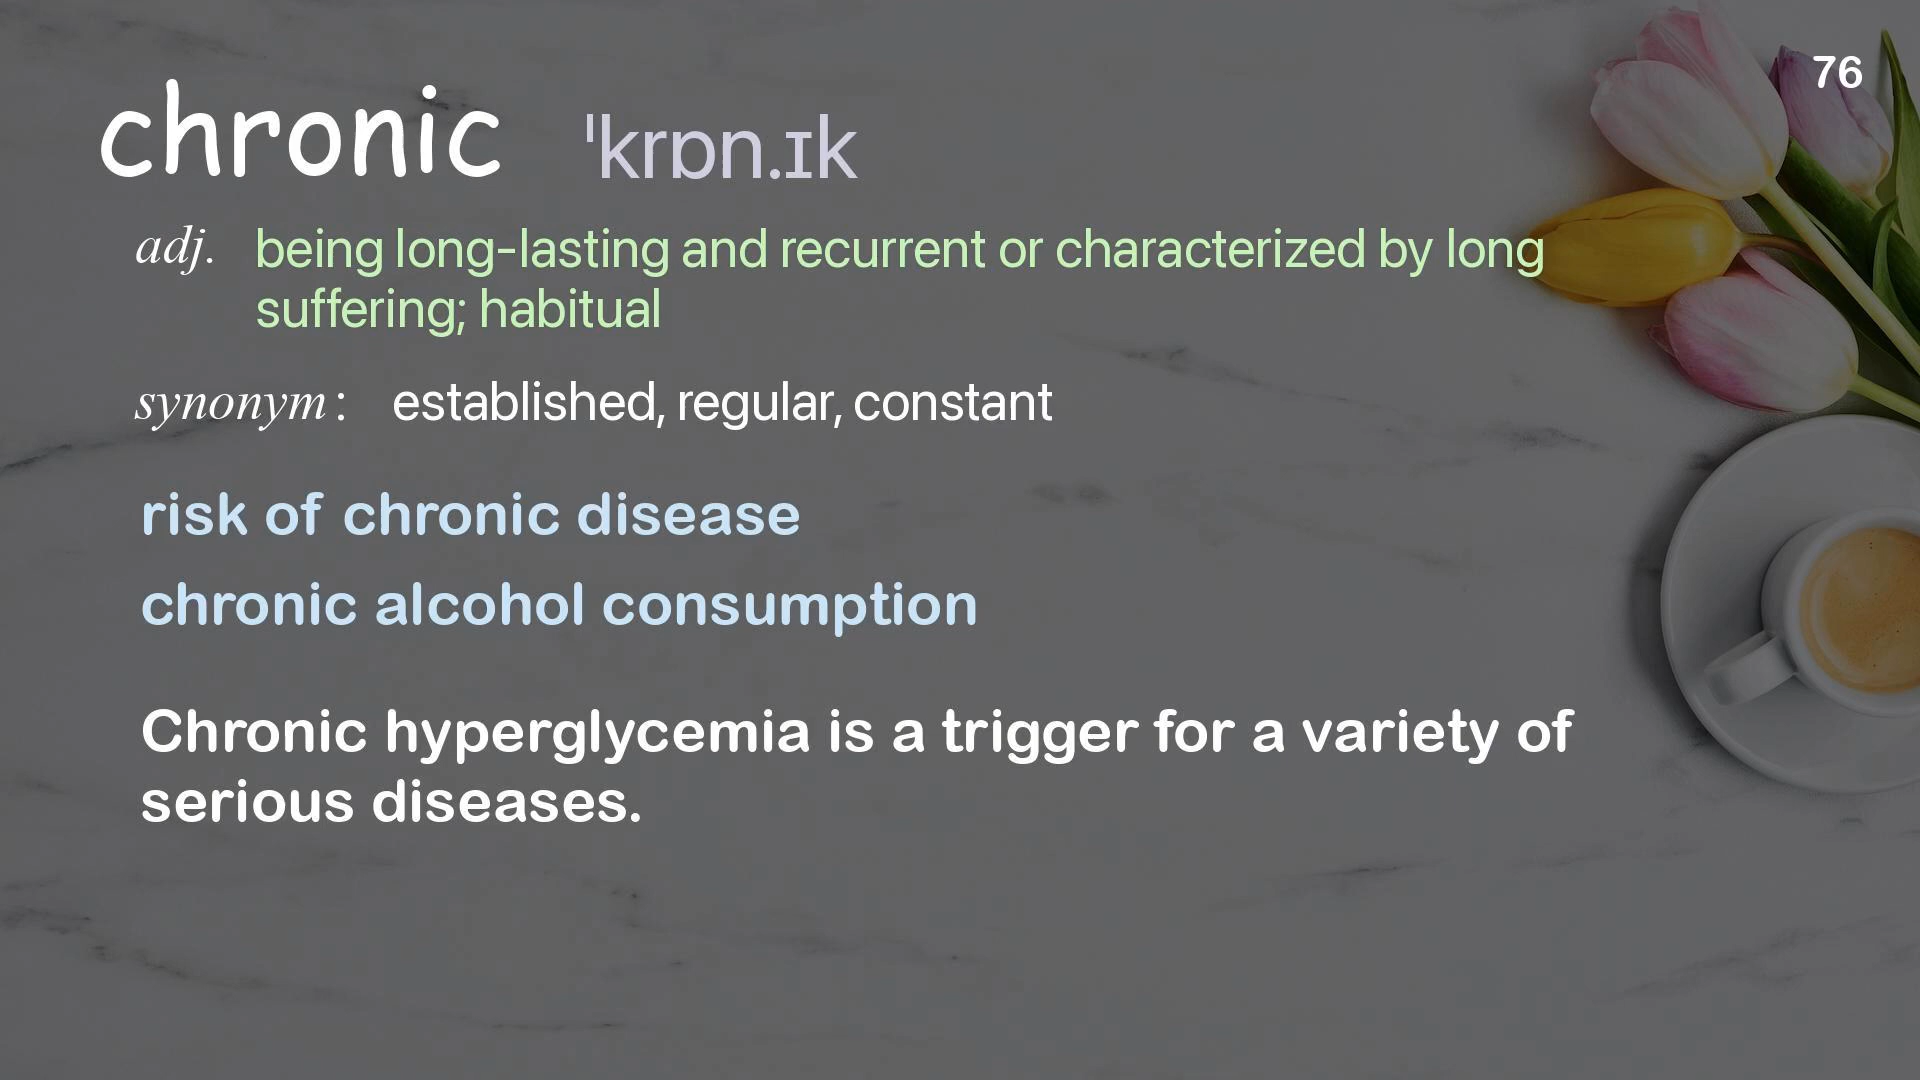 76
chronic ˈkrɒn.ɪk
adj. being long-lasting and recurrent or characterized by long
suffering; habitual
synonym : established, regular, constant
risk of chronic disease
chronic alcohol consumption
Chronic hyperglycemia is a trigger for a variety of
serious diseases.